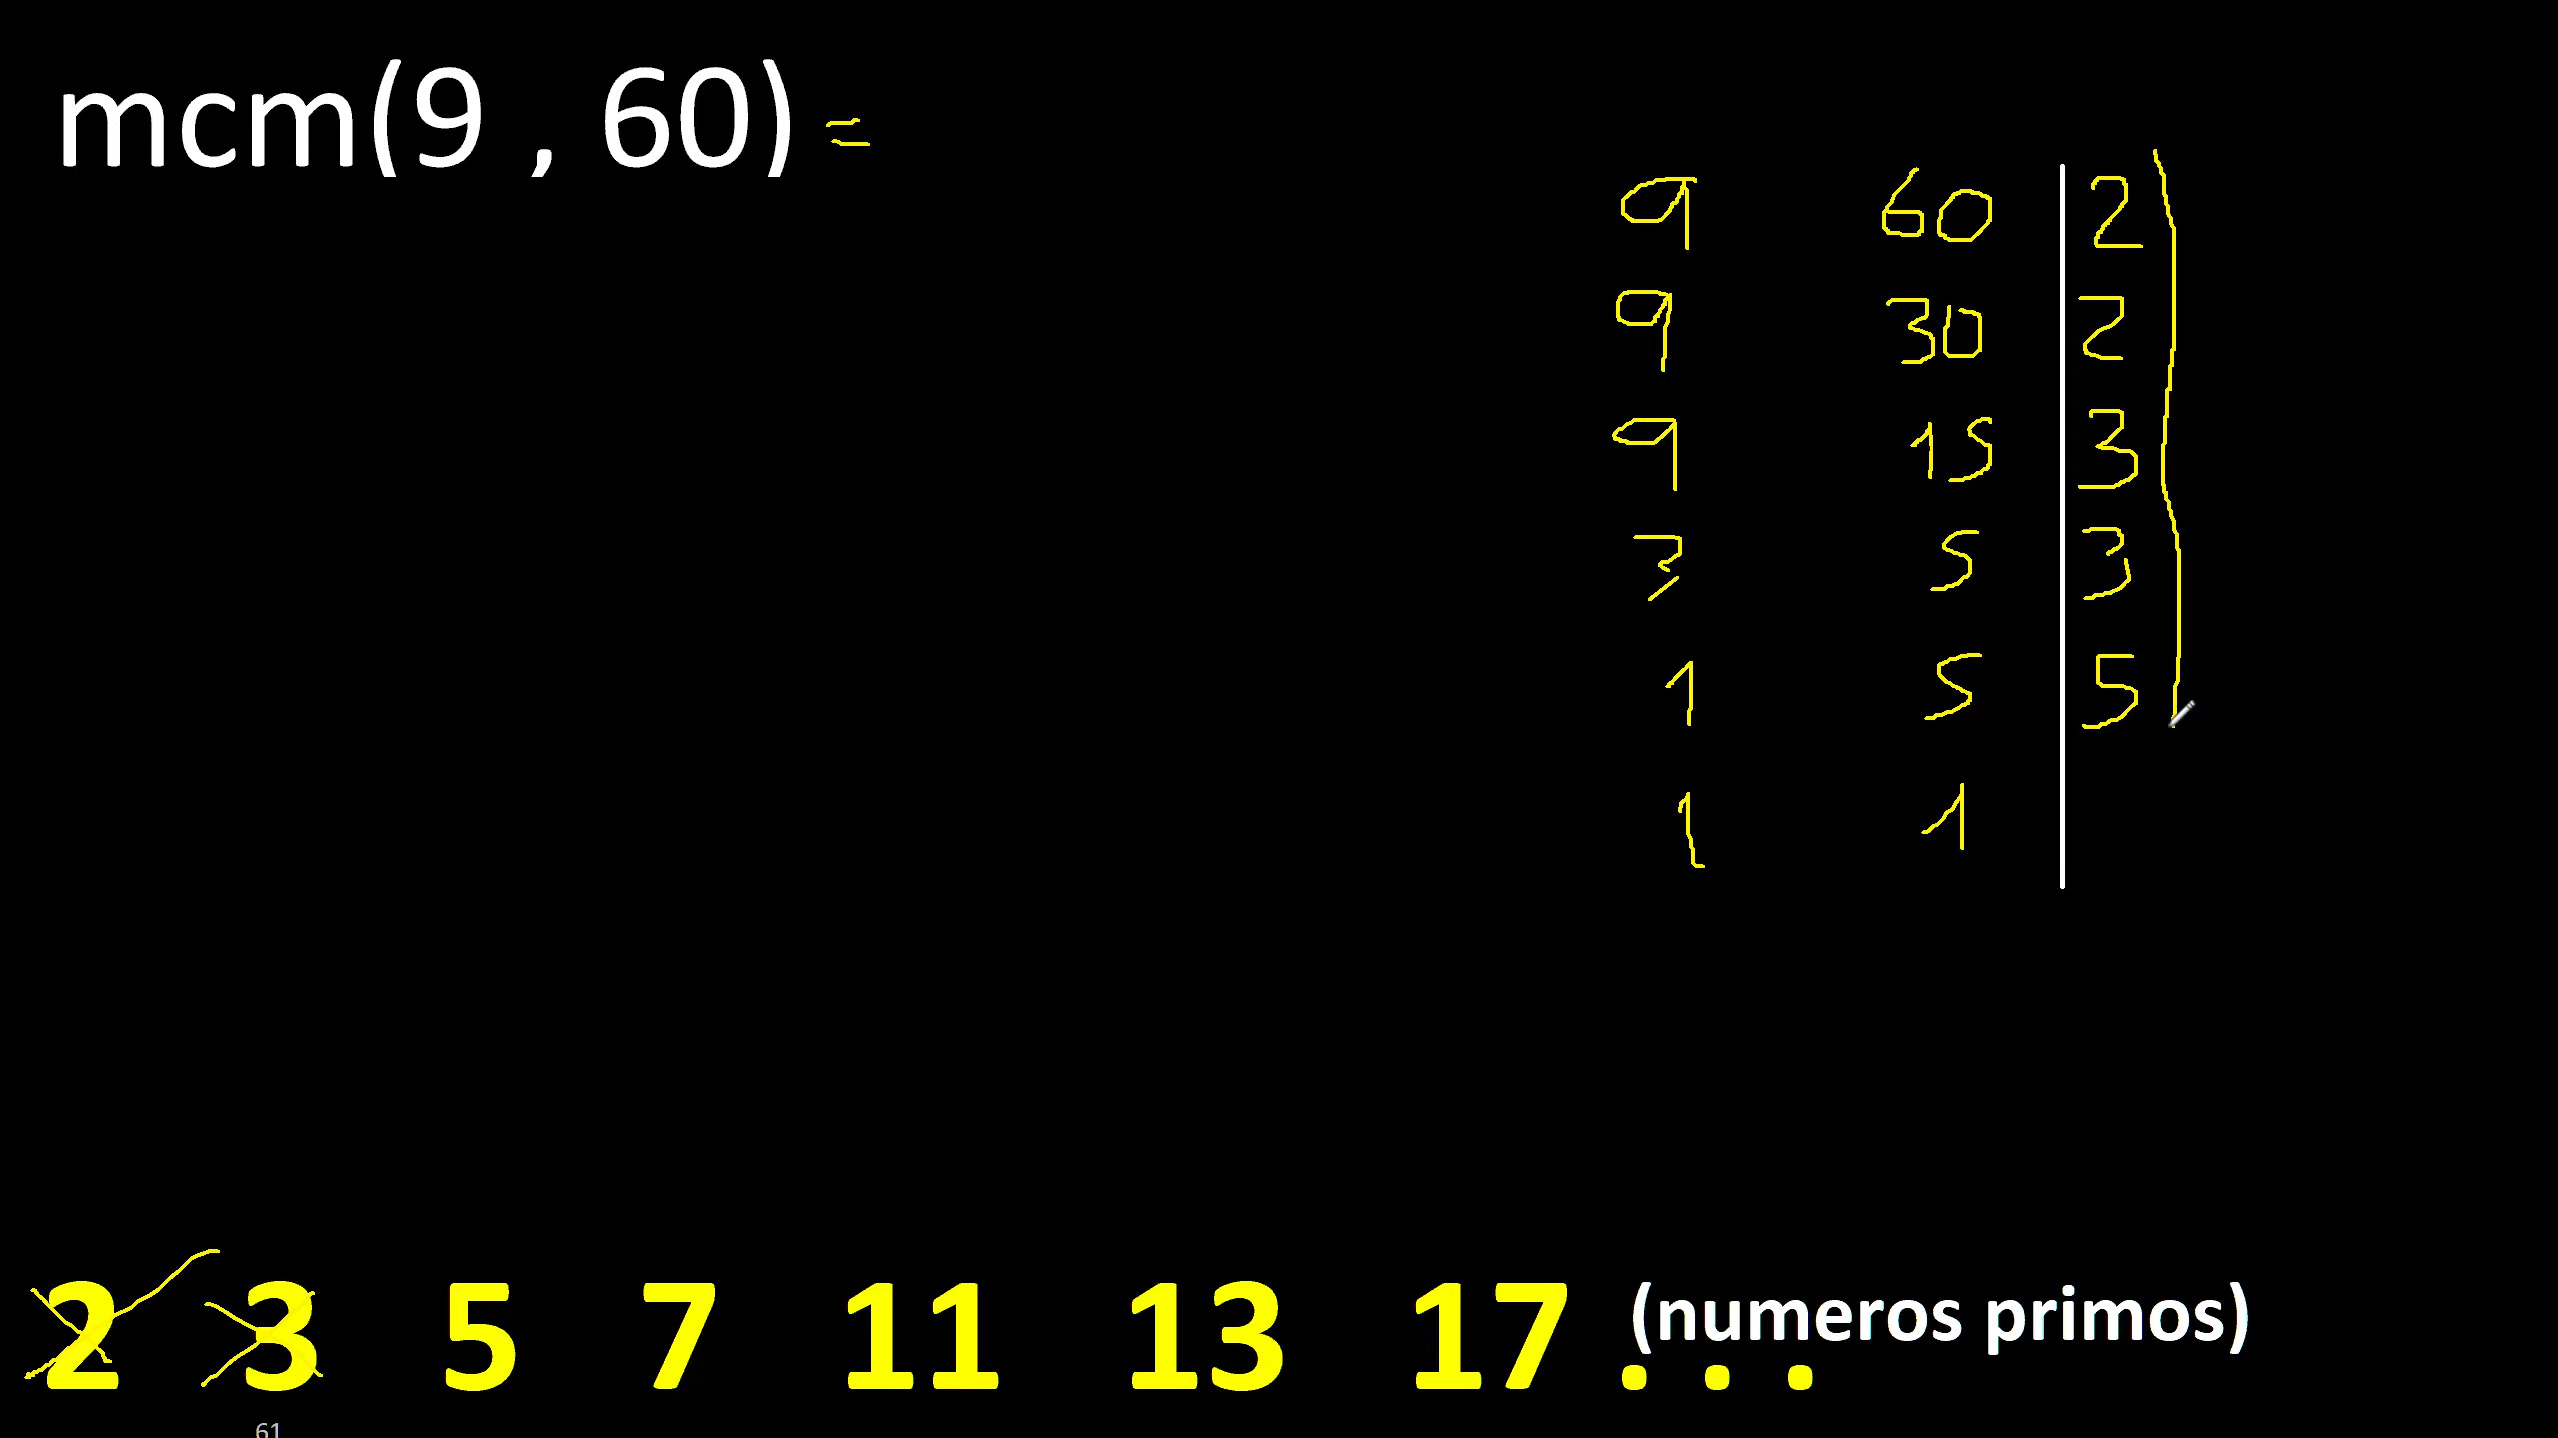 mcm(9 , 60) =
9 60 2
9 30 2
9 15 3
3 5 3
1 5 5
1 1
2 3 5 7 11 13 17 ... (numeros primos)
61